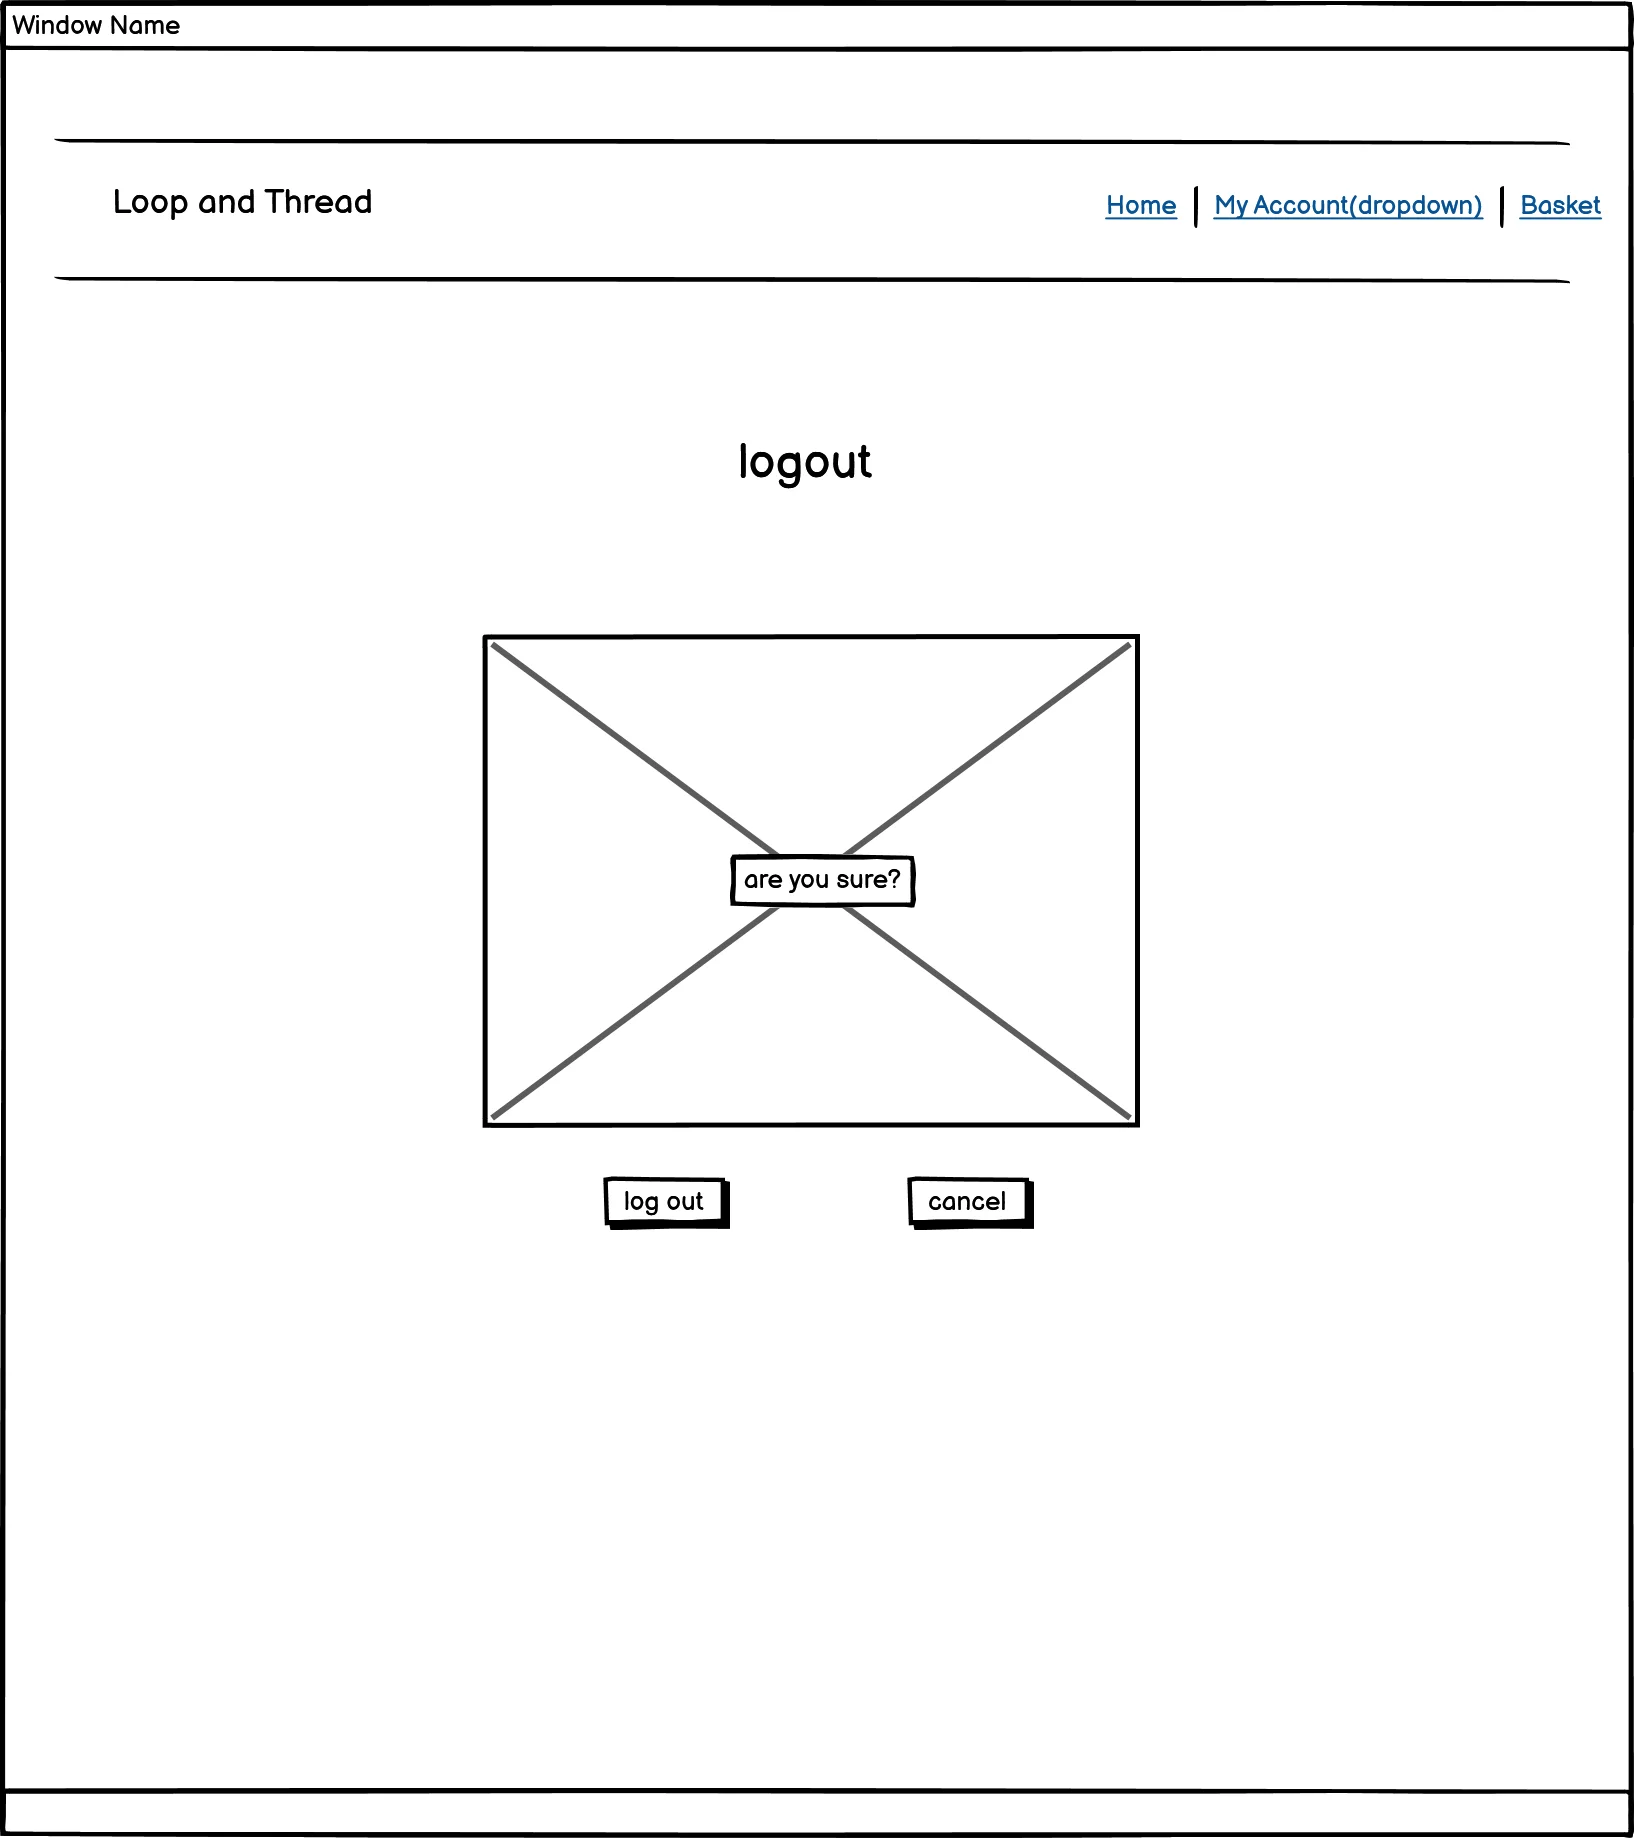 Window Name
Loop and Thread
Home | My Account(dropdown) | Basket
logout
are you sure?
log out
cancel